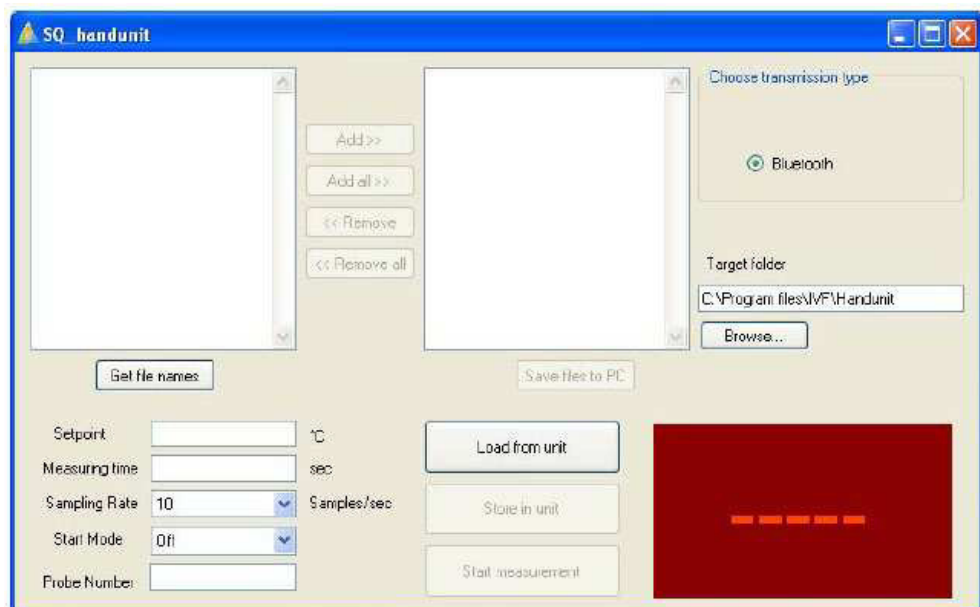 SQ_handunit
Choose transmission type
Add >>
Bluetooth
Add all >>
<< Remove
<< Remove all
Target folder
C:\Program files\IVF\Handunit
Browse...
Get file names
Save files to PC
Setpoint
°C
Load from unit
Measuring time
sec
Sampling Rate
10
Samples/sec
Store in unit
Start Mode
Off
Start measurement
Probe Number
-----